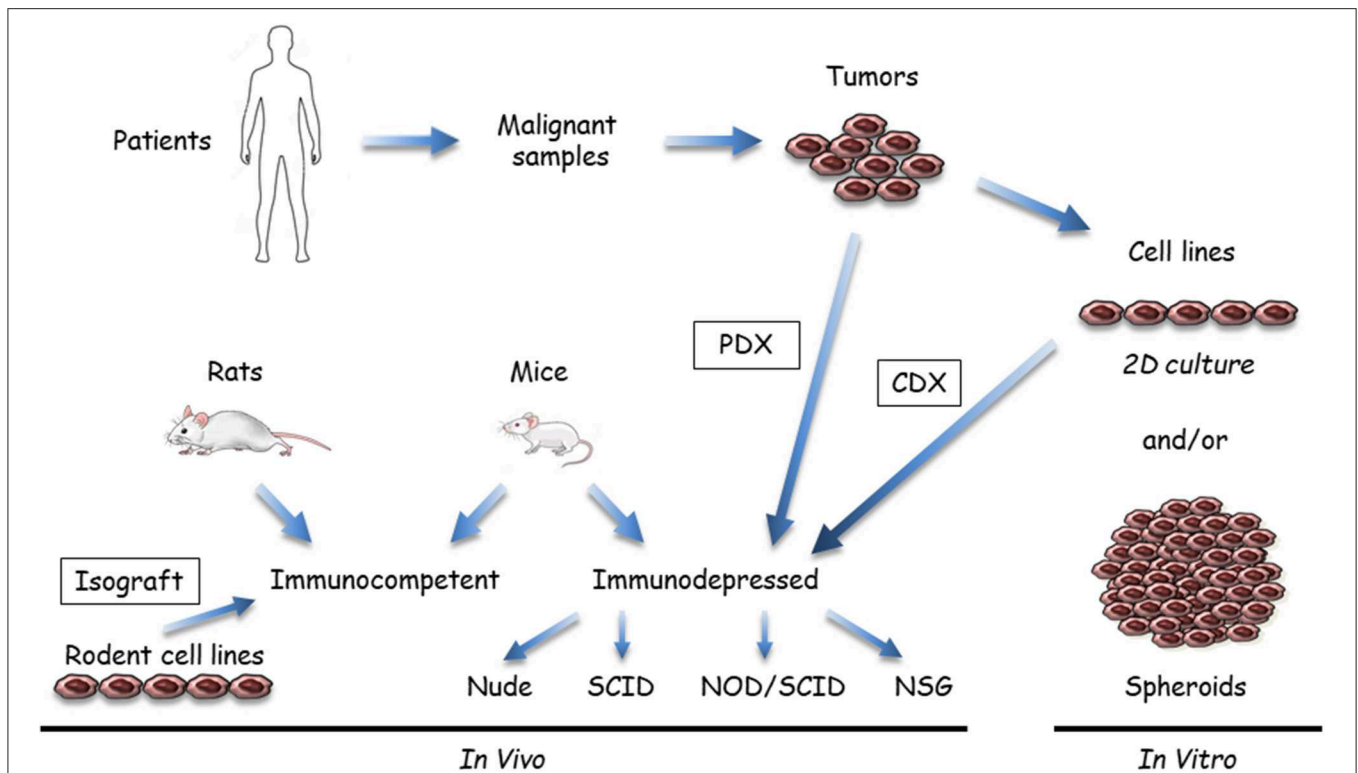 Tumors
Patients
Malignant
samples
Cell lines
PDX
2D culture
CDX
Rats
Mice
and/or
Isograft
Immunocompetent
Immunodepressed
Rodent cell lines
Nude
SCID
NOD/SCID
NSG
Spheroids
In Vivo
In Vitro